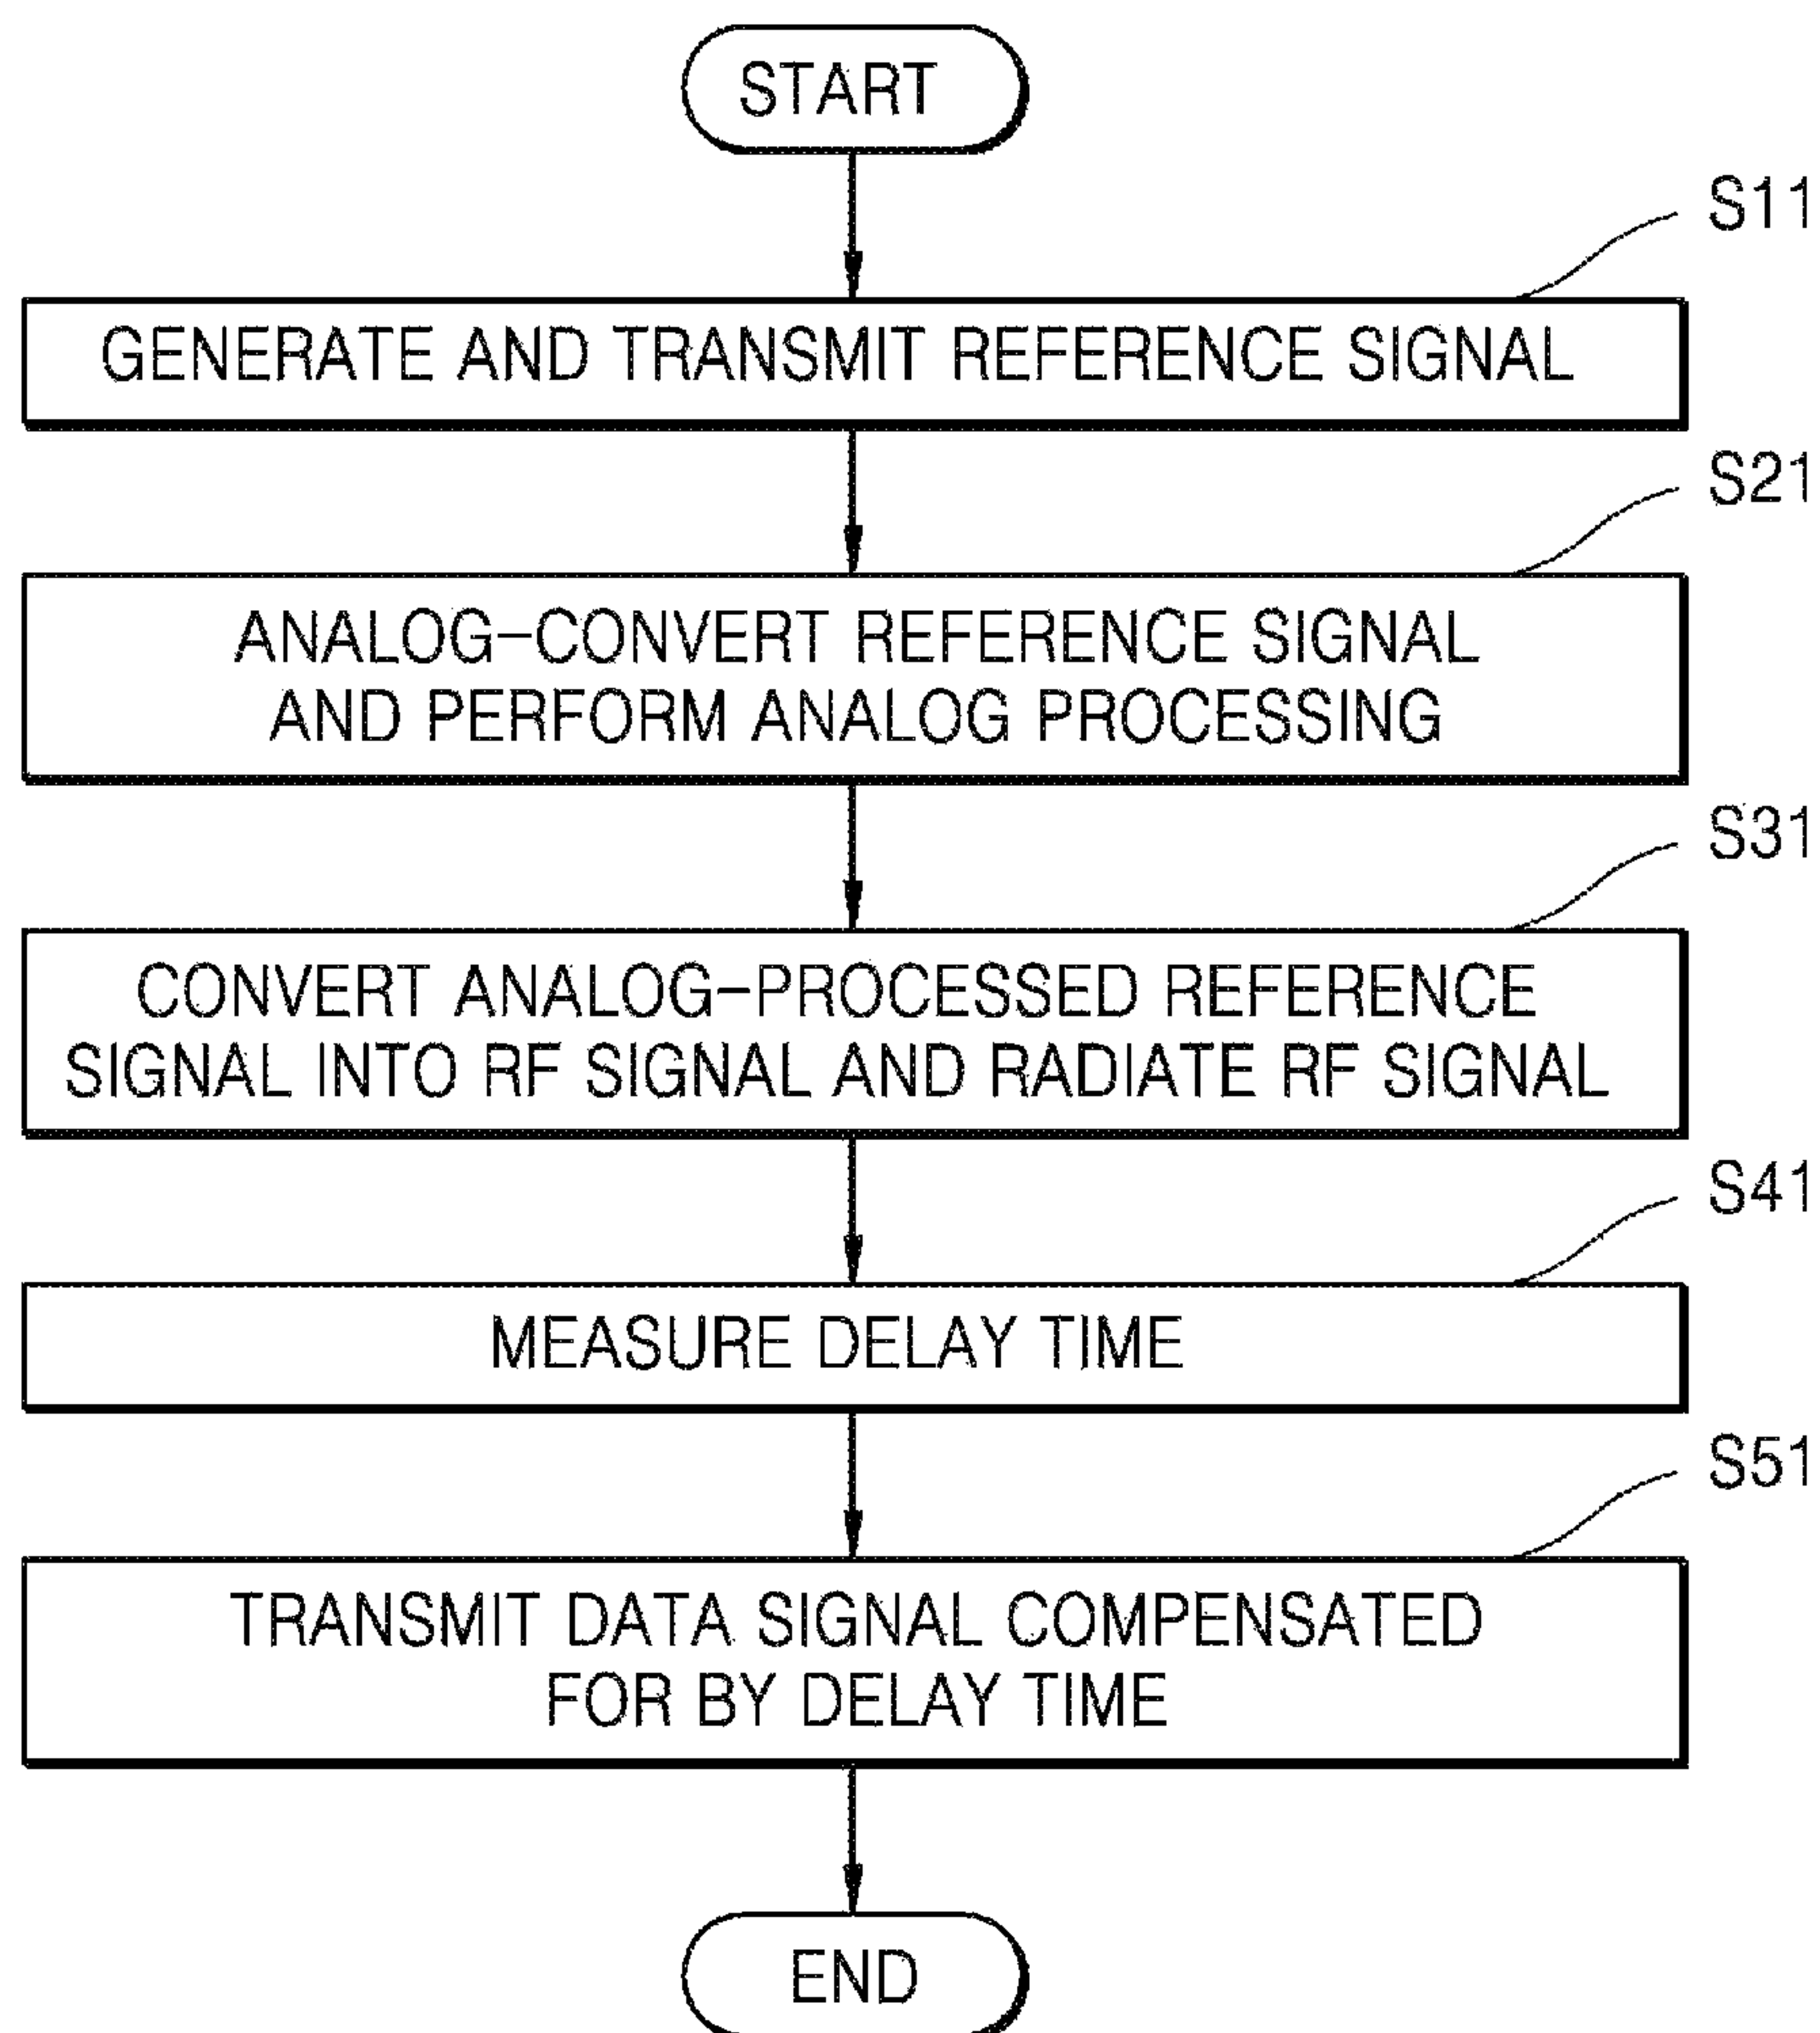 START
S11
GENERATE AND TRANSMIT REFERENCE SIGNAL
S21
ANALOG-CONVERT REFERENCE SIGNAL
AND PERFORM ANALOG PROCESSING
S31
CONVERT ANALOG-PROCESSED REFERENCE
SIGNAL INTO RF SIGNAL AND RADIATE RF SIGNAL
S41
MEASURE DELAY TIME
S51
TRANSMIT DATA SIGNAL COMPENSATED
FOR BY DELAY TIME
END